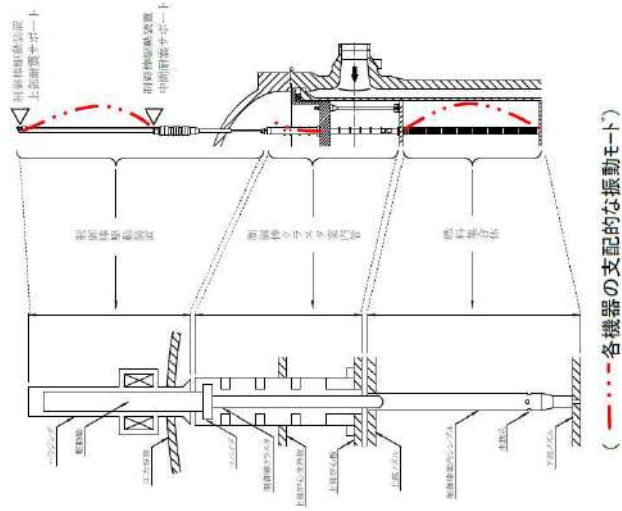 制御棒駆動装置
上部耐震サポート
制御棒駆動装置
中間耐震サポート
制御棒駆動装置
制御棒クラスタ案内管
燃料集合体
ハウジング
駆動軸
圧力容器
スパイダ
制御棒クラスタ
上部炉心支持板
上部炉心板
上部ノズル
制御棒案内シンブル
下部ノズル
(各機器の支配的な振動モード)